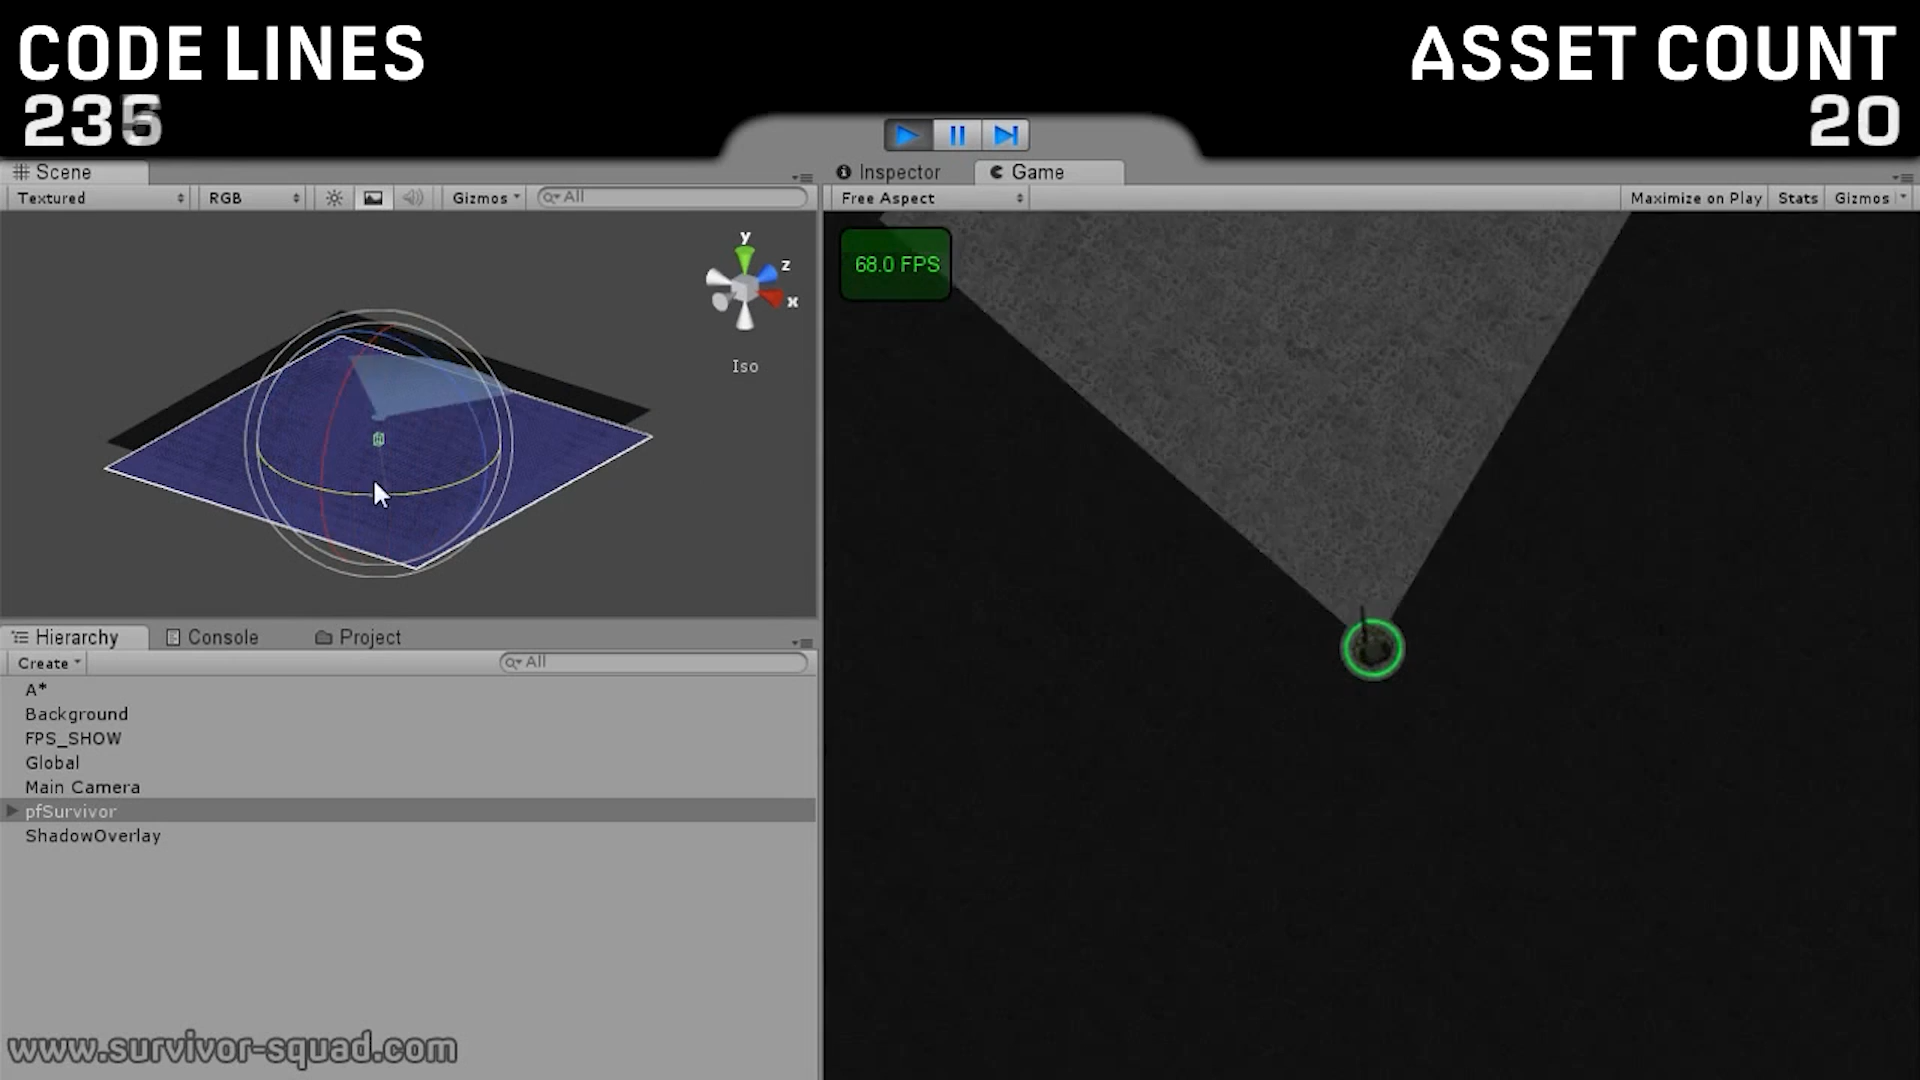 CODE LINES
ASSET COUNT
235
20
Scene
Inspector
Game
Textured
RGB
Gizmos
All
Free Aspect
Maximize on Play
Stats
Gizmos
y
z
x
Iso
68.0 FPS
Hierarchy
Console
Project
Create
All
A*
Background
FPS_SHOW
Global
Main Camera
pfSurvivor
ShadowOverlay
www.survivor-squad.com